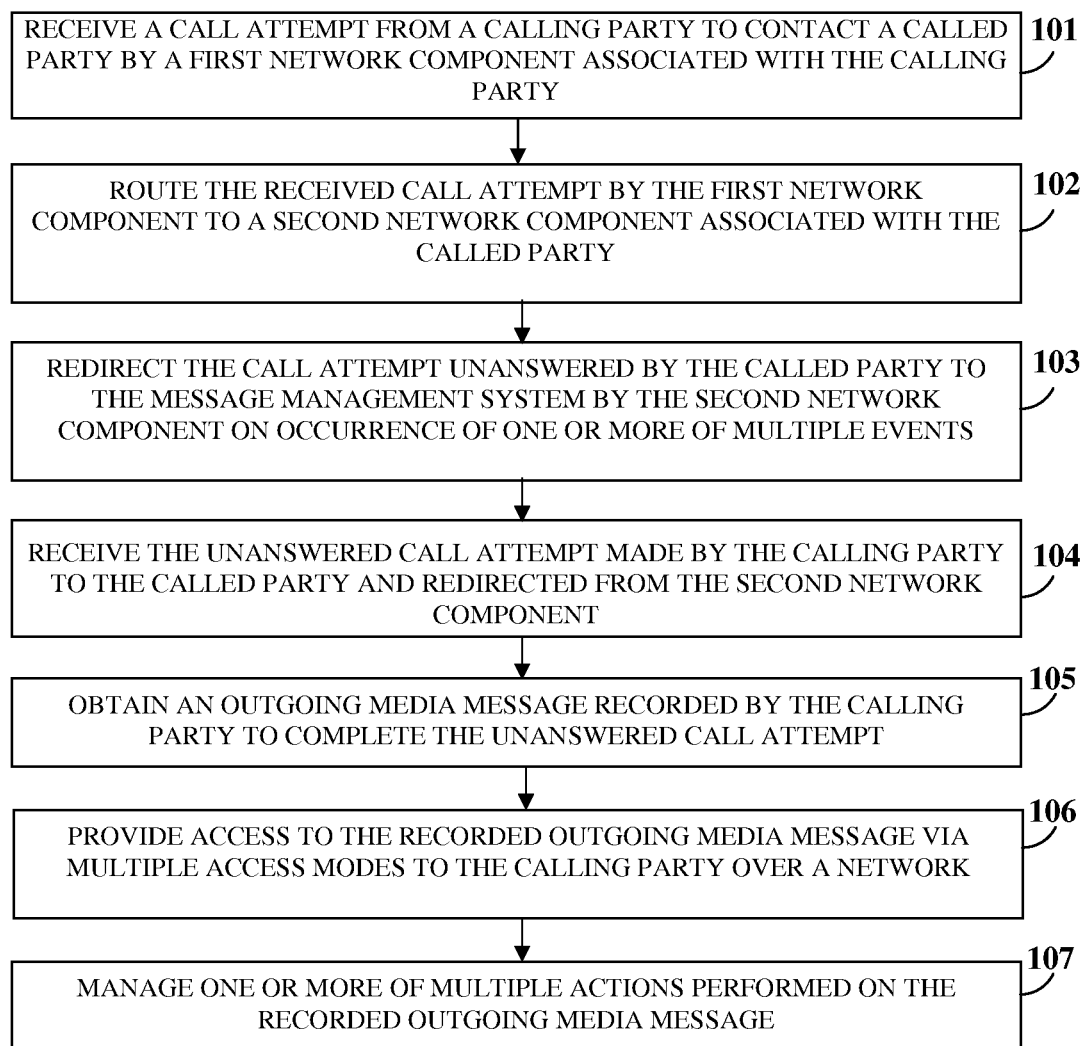 RECEIVE A CALL ATTEMPT FROM A CALLING PARTY TO CONTACT A CALLED
PARTY BY A FIRST NETWORK COMPONENT ASSOCIATED WITH THE CALLING
PARTY
101
ROUTE THE RECEIVED CALL ATTEMPT BY THE FIRST NETWORK
COMPONENT TO A SECOND NETWORK COMPONENT ASSOCIATED WITH THE
CALLED PARTY
102
REDIRECT THE CALL ATTEMPT UNANSWERED BY THE CALLED PARTY TO
THE MESSAGE MANAGEMENT SYSTEM BY THE SECOND NETWORK
COMPONENT ON OCCURRENCE OF ONE OR MORE OF MULTIPLE EVENTS
103
RECEIVE THE UNANSWERED CALL ATTEMPT MADE BY THE CALLING PARTY
TO THE CALLED PARTY AND REDIRECTED FROM THE SECOND NETWORK
COMPONENT
104
OBTAIN AN OUTGOING MEDIA MESSAGE RECORDED BY THE CALLING
PARTY TO COMPLETE THE UNANSWERED CALL ATTEMPT
105
PROVIDE ACCESS TO THE RECORDED OUTGOING MEDIA MESSAGE VIA
MULTIPLE ACCESS MODES TO THE CALLING PARTY OVER A NETWORK
106
MANAGE ONE OR MORE OF MULTIPLE ACTIONS PERFORMED ON THE
RECORDED OUTGOING MEDIA MESSAGE
107